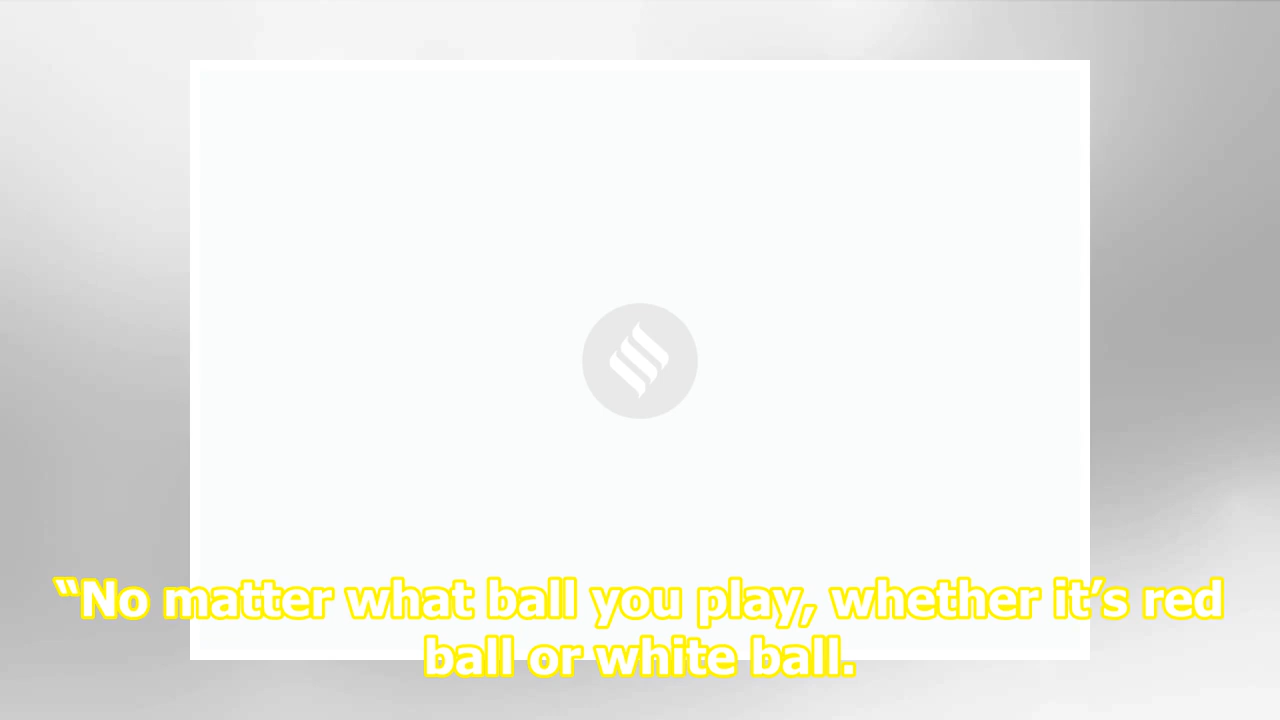 “No matter what ball you play, whether it’s red
ball or white ball.